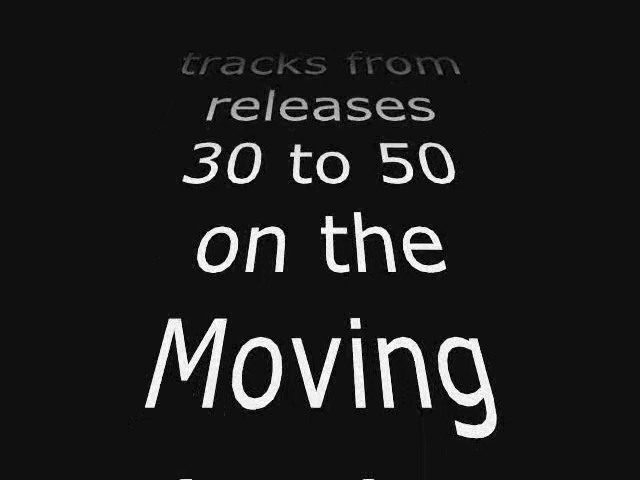 tracks from
releases
30 to 50
on the
Moving